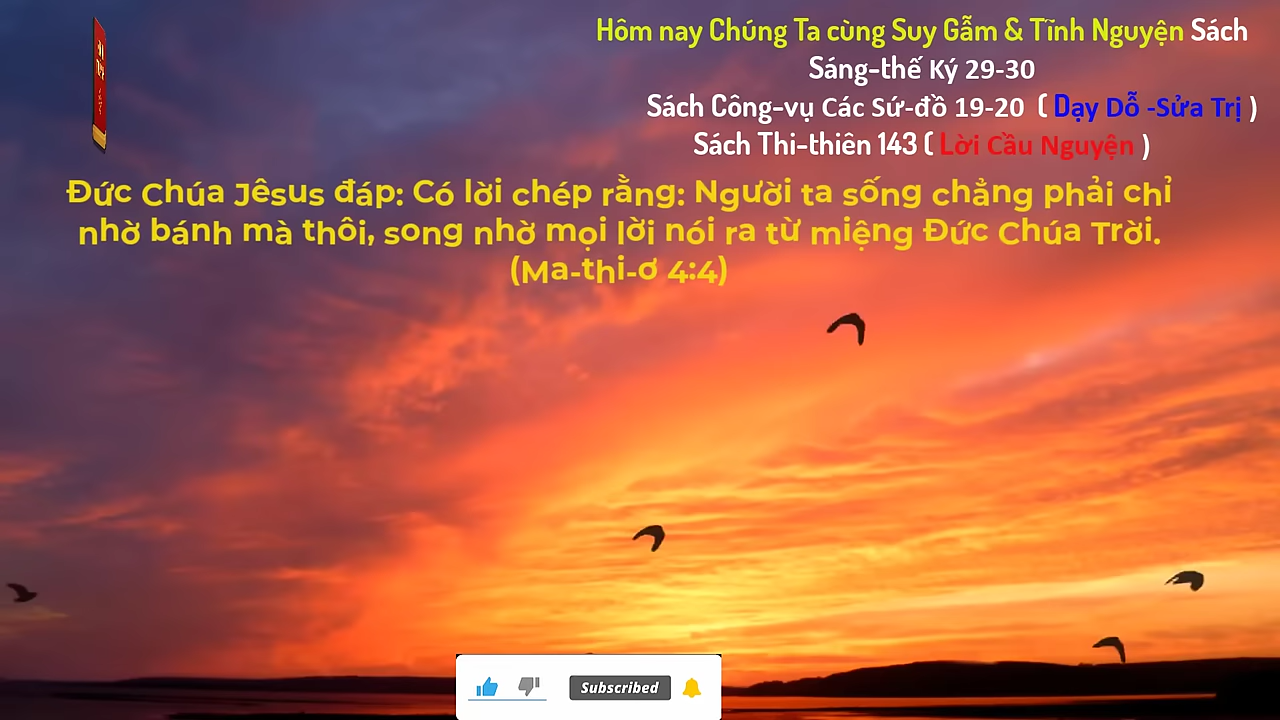 Hôm nay Chúng Ta cùng Suy Gẫm & Tĩnh Nguyện Sách
Sáng-thế Ký 29-30
Sách Công-vụ Các Sứ-đồ 19-20 ( Dạy Dỗ -Sửa Trị )
Sách Thi-thiên 143 ( Lời Cầu Nguyện )
Đức Chúa Jêsus đáp: Có lời chép rằng: Người ta sống chẳng phải chỉ
nhờ bánh mà thôi, song nhờ mọi lời nói ra từ miệng Đức Chúa Trời.
(Ma-thi-ơ 4:4)
Subscribed